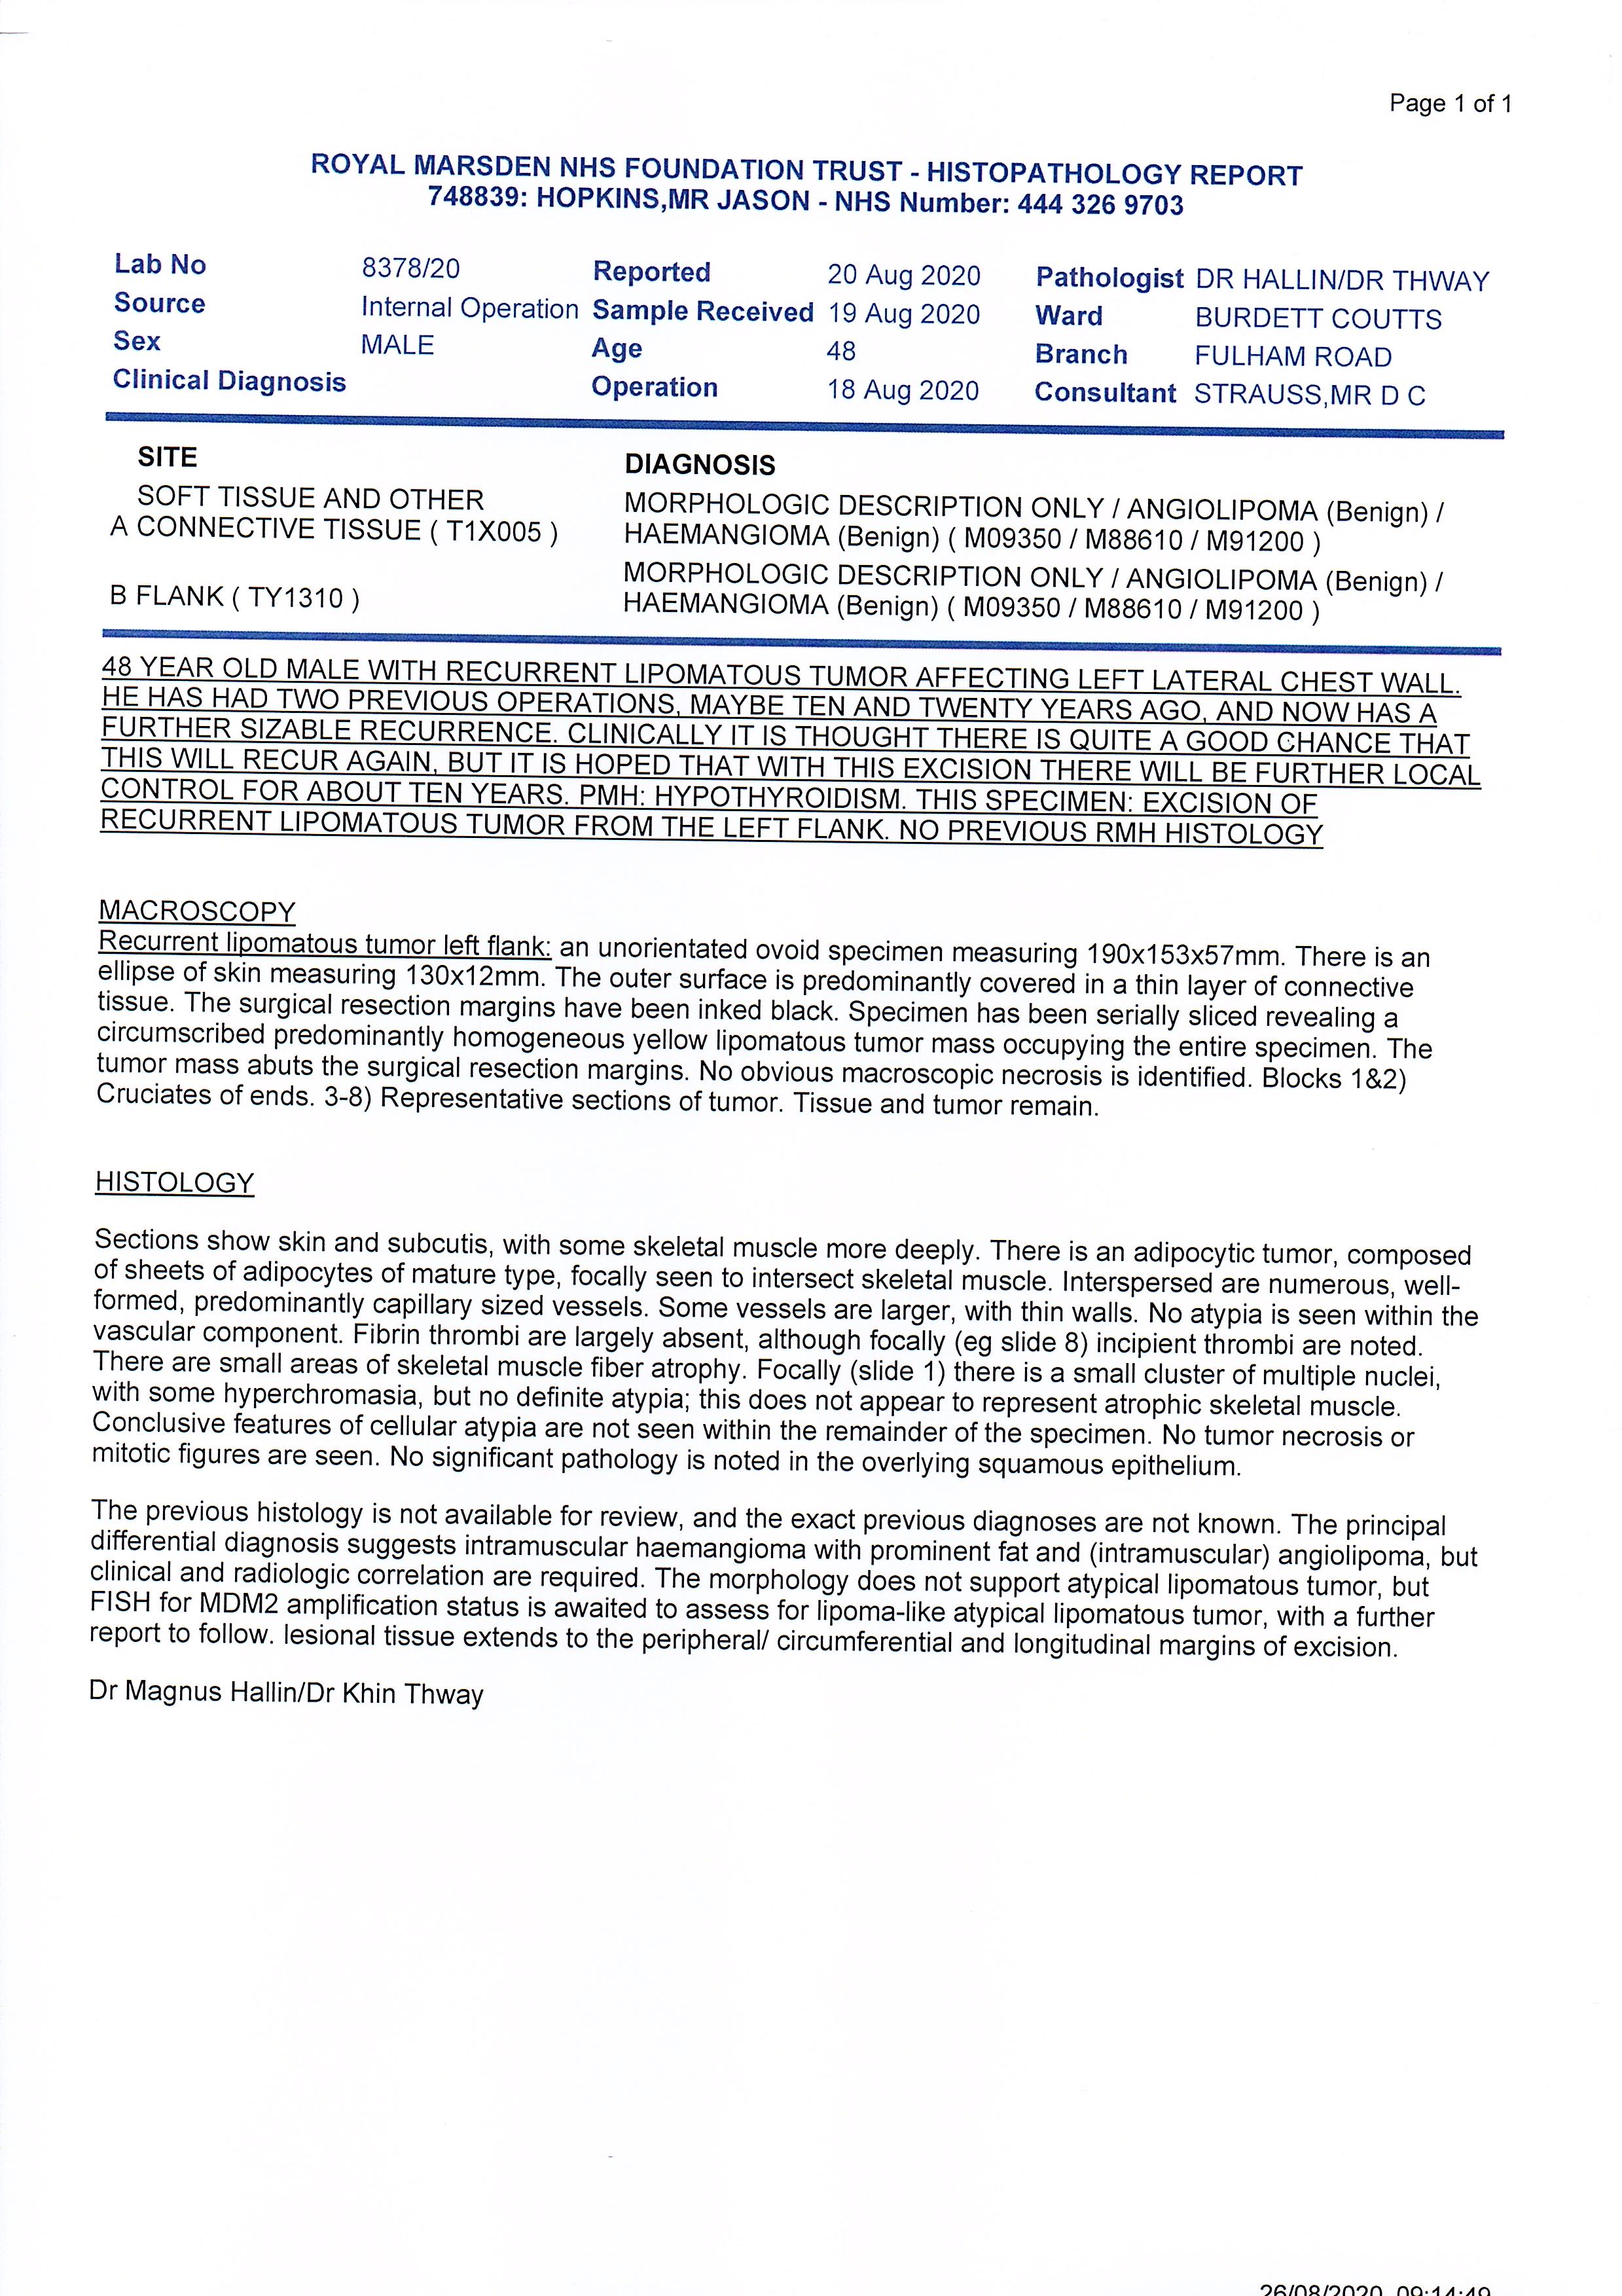 Page 1 of 1
ROYAL MARSDEN NHS FOUNDATION TRUST - HISTOPATHOLOGY REPORT
748839: HOPKINS,MR JASON - NHS Number: 444 326 9703
Lab No 8378/20 Reported 20 Aug 2020 Pathologist DR HALLIN/DR THWAY
Source Internal Operation Sample Received 19 Aug 2020 Ward BURDETT COUTTS
Sex MALE Age 48 Branch FULHAM ROAD
Clinical Diagnosis Operation 18 Aug 2020 Consultant STRAUSS,MR D C
SITE DIAGNOSIS
SOFT TISSUE AND OTHER MORPHOLOGIC DESCRIPTION ONLY / ANGIOLIPOMA (Benign) /
A CONNECTIVE TISSUE ( T1X005 ) HAEMANGIOMA (Benign) ( M09350 / M88610 / M91200 )
MORPHOLOGIC DESCRIPTION ONLY / ANGIOLIPOMA (Benign) /
B FLANK ( TY1310 ) HAEMANGIOMA (Benign) ( M09350 / M88610 / M91200 )
48 YEAR OLD MALE WITH RECURRENT LIPOMATOUS TUMOR AFFECTING LEFT LATERAL CHEST WALL.
HE HAS HAD TWO PREVIOUS OPERATIONS, MAYBE TEN AND TWENTY YEARS AGO, AND NOW HAS A
FURTHER SIZABLE RECURRENCE. CLINICALLY IT IS THOUGHT THERE IS QUITE A GOOD CHANCE THAT
THIS WILL RECUR AGAIN, BUT IT IS HOPED THAT WITH THIS EXCISION THERE WILL BE FURTHER LOCAL
CONTROL FOR ABOUT TEN YEARS. PMH: HYPOTHYROIDISM. THIS SPECIMEN: EXCISION OF
RECURRENT LIPOMATOUS TUMOR FROM THE LEFT FLANK. NO PREVIOUS RMH HISTOLOGY
MACROSCOPY
Recurrent lipomatous tumor left flank: an unorientated ovoid specimen measuring 190x153x57mm. There is an
ellipse of skin measuring 130x12mm. The outer surface is predominantly covered in a thin layer of connective
tissue. The surgical resection margins have been inked black. Specimen has been serially sliced revealing a
circumscribed predominantly homogeneous yellow lipomatous tumor mass occupying the entire specimen. The
tumor mass abuts the surgical resection margins. No obvious macroscopic necrosis is identified. Blocks 1&2)
Cruciates of ends. 3-8) Representative sections of tumor. Tissue and tumor remain.
HISTOLOGY
Sections show skin and subcutis, with some skeletal muscle more deeply. There is an adipocytic tumor, composed
of sheets of adipocytes of mature type, focally seen to intersect skeletal muscle. Interspersed are numerous, well-
formed, predominantly capillary sized vessels. Some vessels are larger, with thin walls. No atypia is seen within the
vascular component. Fibrin thrombi are largely absent, although focally (eg slide 8) incipient thrombi are noted.
There are small areas of skeletal muscle fiber atrophy. Focally (slide 1) there is a small cluster of multiple nuclei,
with some hyperchromasia, but no definite atypia; this does not appear to represent atrophic skeletal muscle.
Conclusive features of cellular atypia are not seen within the remainder of the specimen. No tumor necrosis or
mitotic figures are seen. No significant pathology is noted in the overlying squamous epithelium.
The previous histology is not available for review, and the exact previous diagnoses are not known. The principal
differential diagnosis suggests intramuscular haemangioma with prominent fat and (intramuscular) angiolipoma, but
clinical and radiologic correlation are required. The morphology does not support atypical lipomatous tumor, but
FISH for MDM2 amplification status is awaited to assess for lipoma-like atypical lipomatous tumor, with a further
report to follow. lesional tissue extends to the peripheral/ circumferential and longitudinal margins of excision.
Dr Magnus Hallin/Dr Khin Thway
26/08/2020 09:14:49